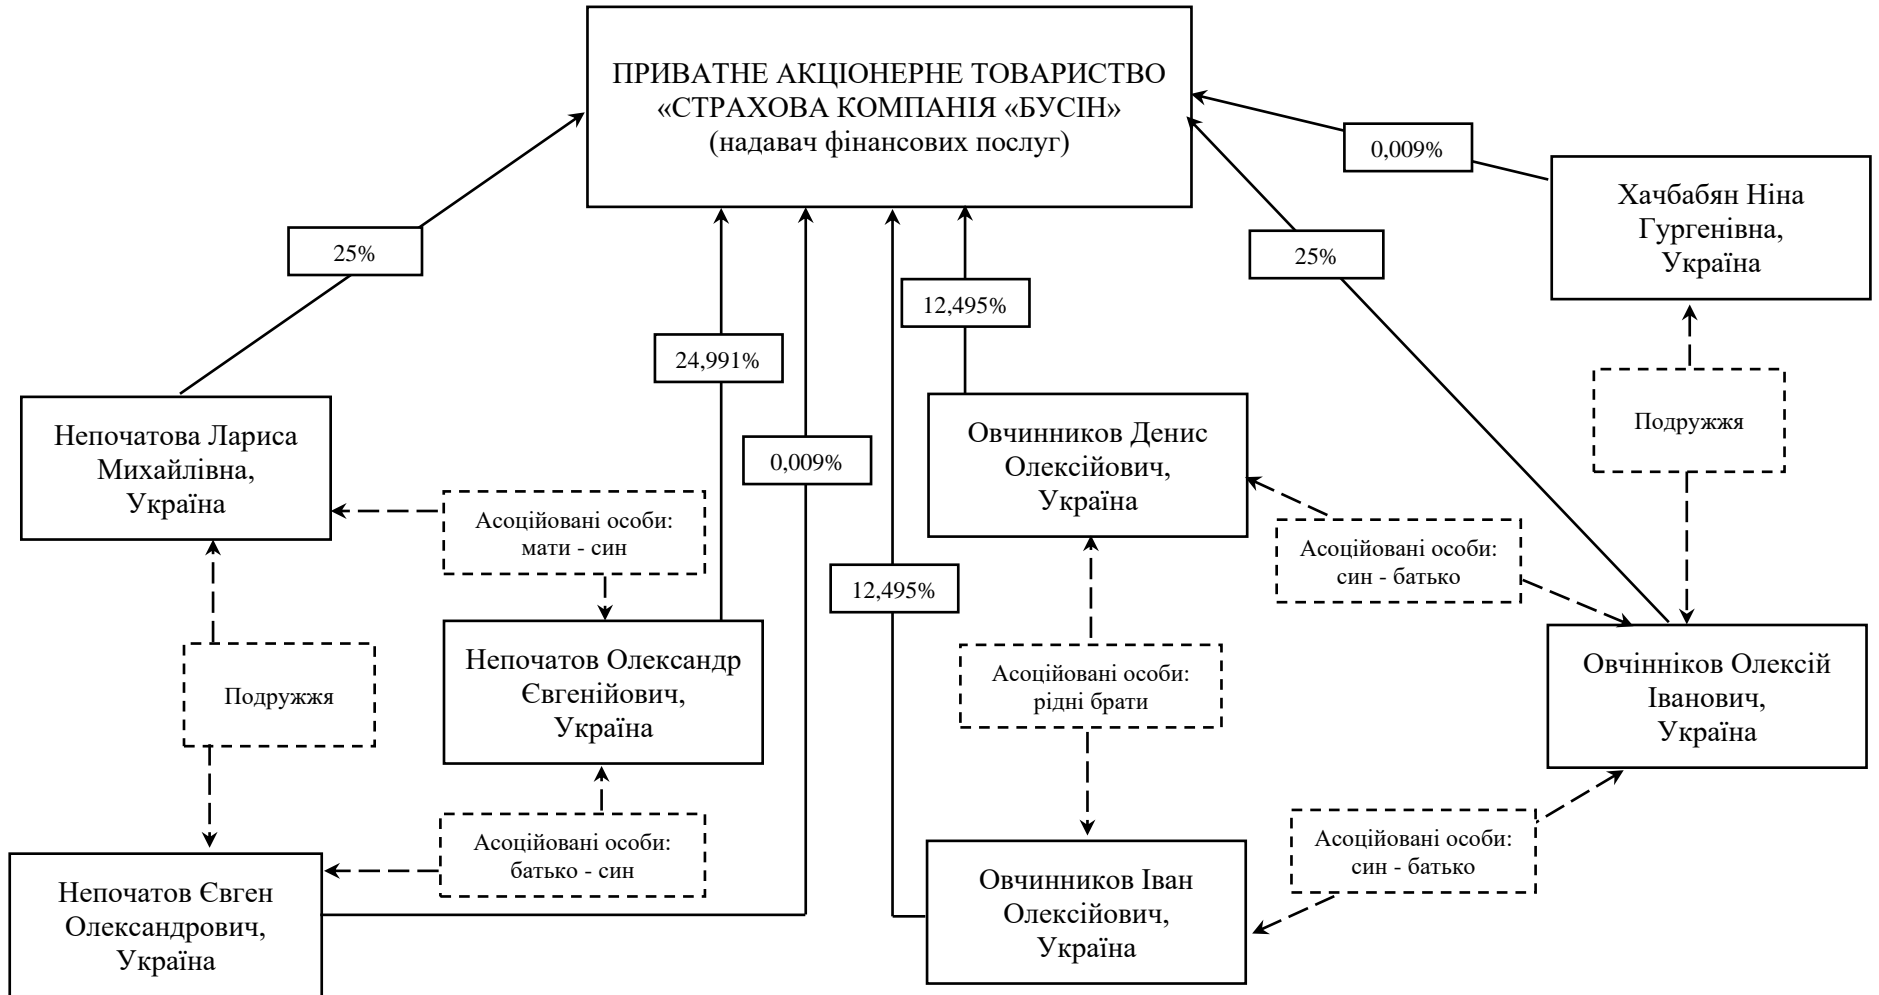 ПРИВАТНЕ АКЦІОНЕРНЕ ТОВАРИСТВО
«СТРАХОВА КОМПАНІЯ «БУСІН»
(надавач фінансових послуг)
0,009%
Хачбабян Ніна
Гургенівна,
Україна
25%
25%
12,495%
24,991%
Подружжя
Непочатова Лариса
Михайлівна,
Україна
0,009%
Овчинников Денис
Олексійович,
Україна
Асоційовані особи:
мати - син
Асоційовані особи:
син - батько
12,495%
Непочатов Олександр
Євгенійович,
Україна
Подружжя
Асоційовані особи:
рідні брати
Овчінніков Олексій
Іванович,
Україна
Асоційовані особи:
батько - син
Асоційовані особи:
син - батько
Непочатов Євген
Олександрович,
Україна
Овчинников Іван
Олексійович,
Україна